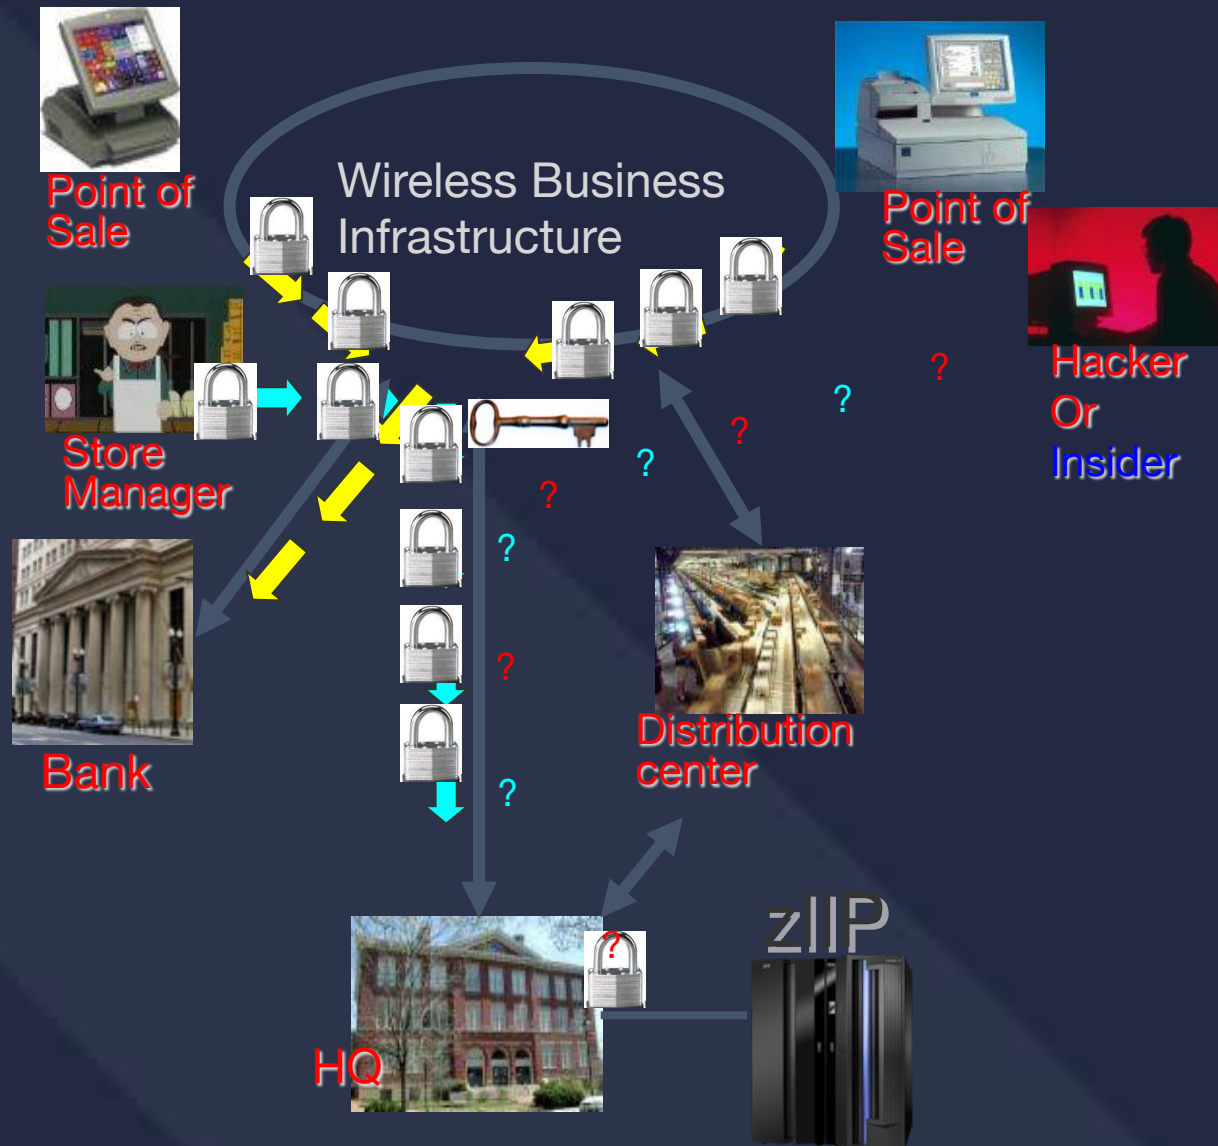 Point of
Sale
Wireless Business
Infrastructure
Point of
Sale
Hacker
Or
Insider
Store
Manager
?
?
?
?
?
?
?
?
?
Bank
Distribution
center
zIIP
?
HQ